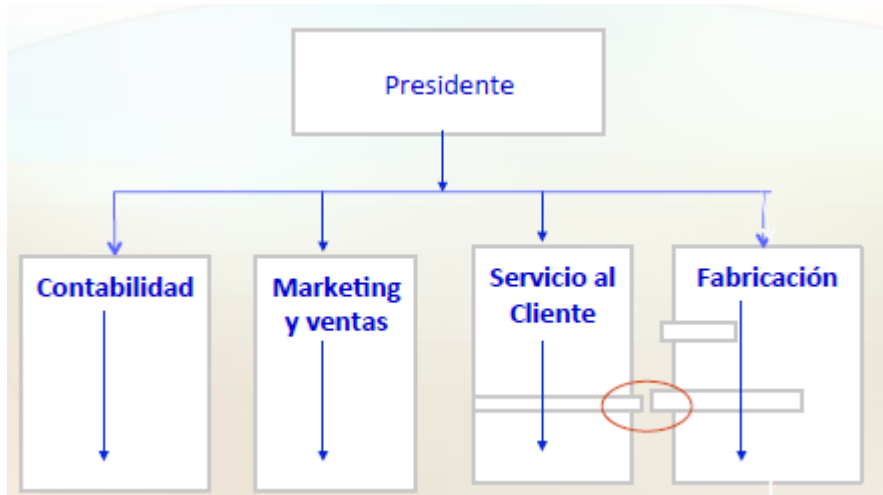 Presidente
Contabilidad
Marketing
y ventas
Servicio al
Cliente
Fabricación